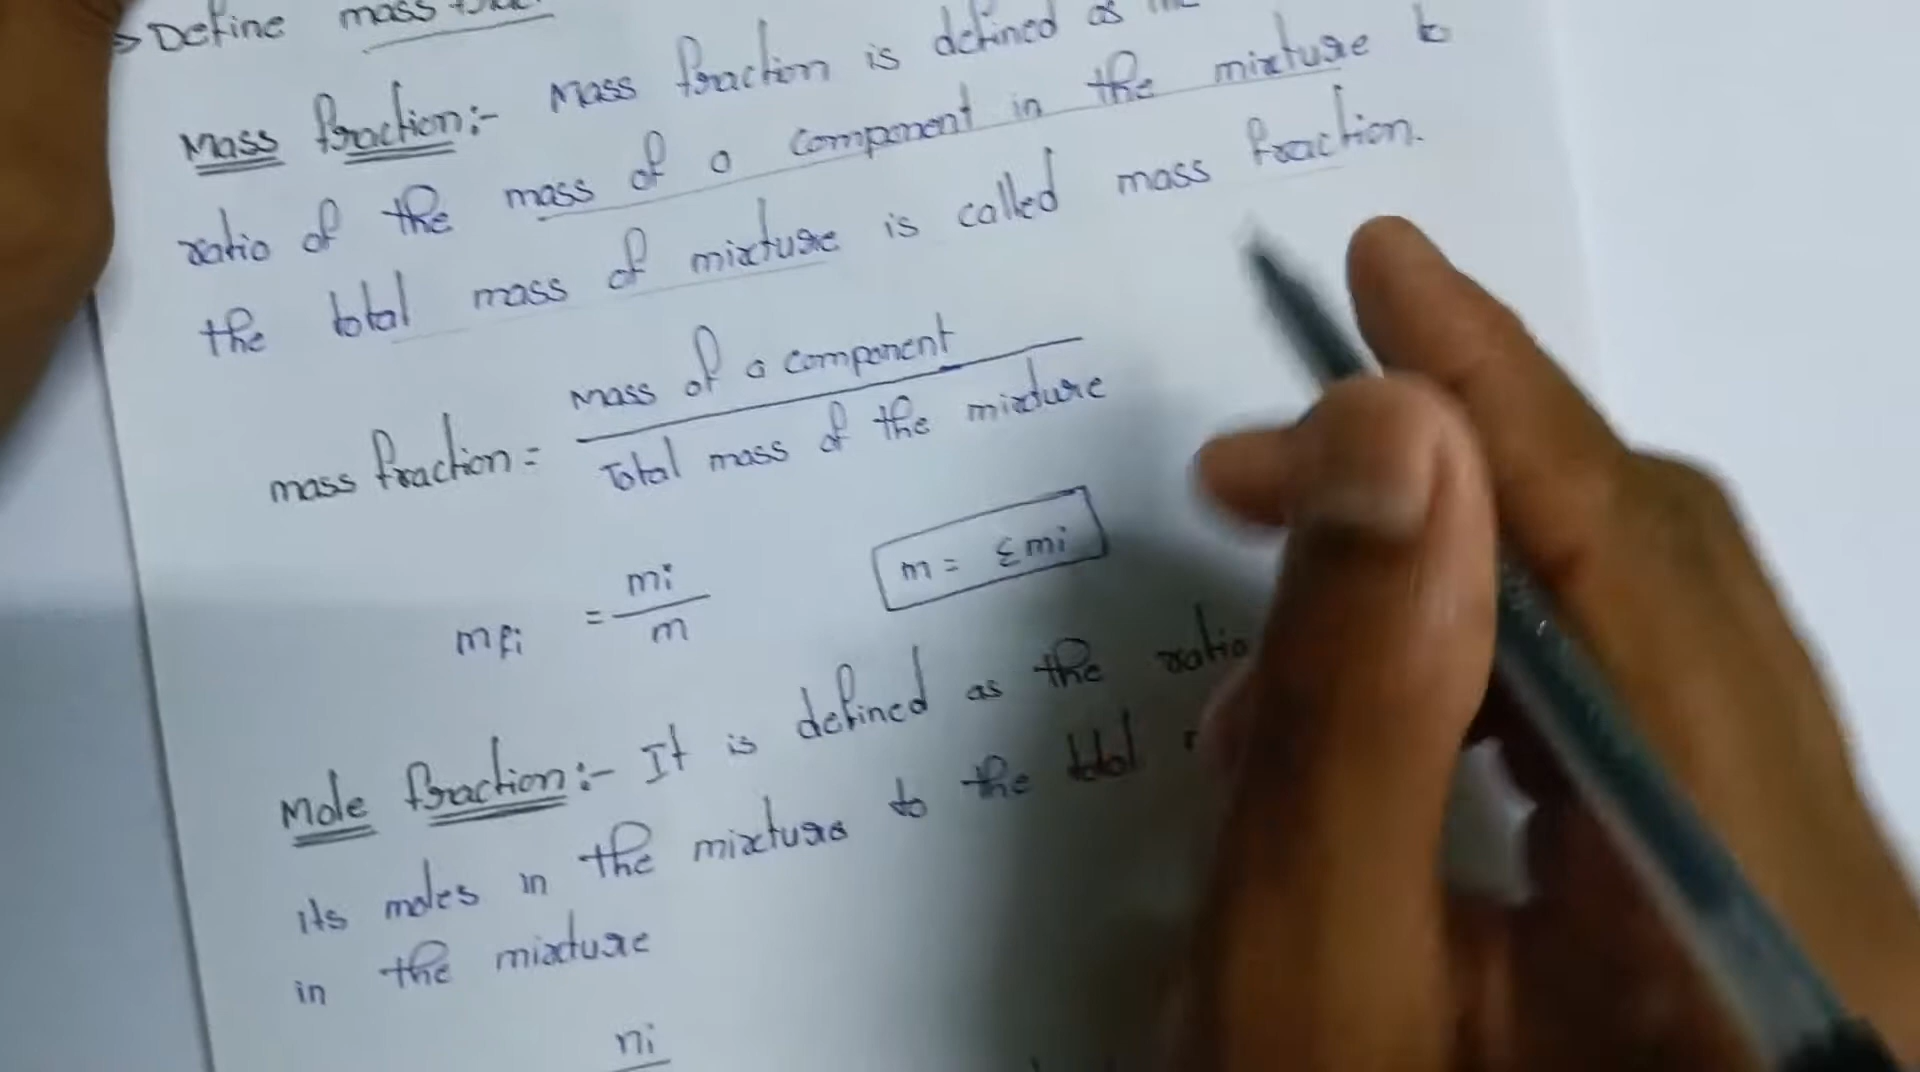 Define mass
Mass fraction:- Mass fraction is defined as
ratio of the mass of a component in the mixture to
the total mass of mixture is called mass fraction.
mass fraction = Mass of a component
Total mass of the mixture
mfi = mi
m
m = Σmi
Mole fraction:- It is defined as the ratio
its moles in the mixture to the total
in the mixture
ni